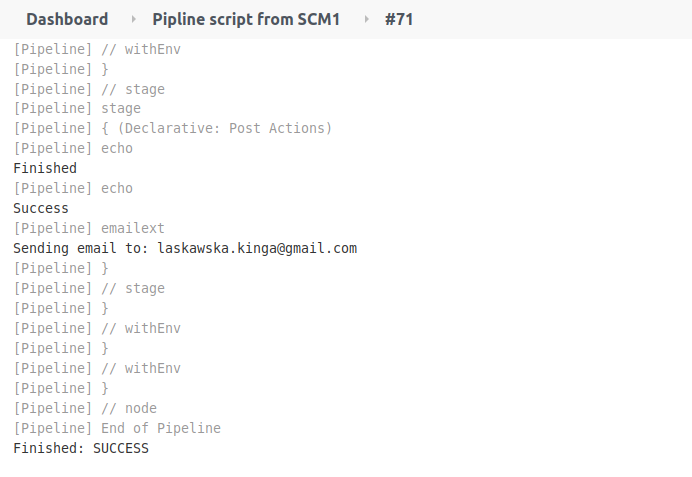 Dashboard Pipline script from SCM1 #71
[Pipeline] // withEnv
[Pipeline] }
[Pipeline] // stage
[Pipeline] stage
[Pipeline] { (Declarative: Post Actions)
[Pipeline] echo
Finished
[Pipeline] echo
Success
[Pipeline] emailext
Sending email to: laskawska.kinga@gmail.com
[Pipeline] }
[Pipeline] // stage
[Pipeline] }
[Pipeline] // withEnv
[Pipeline] }
[Pipeline] // withEnv
[Pipeline] }
[Pipeline] // node
[Pipeline] End of Pipeline
Finished: SUCCESS